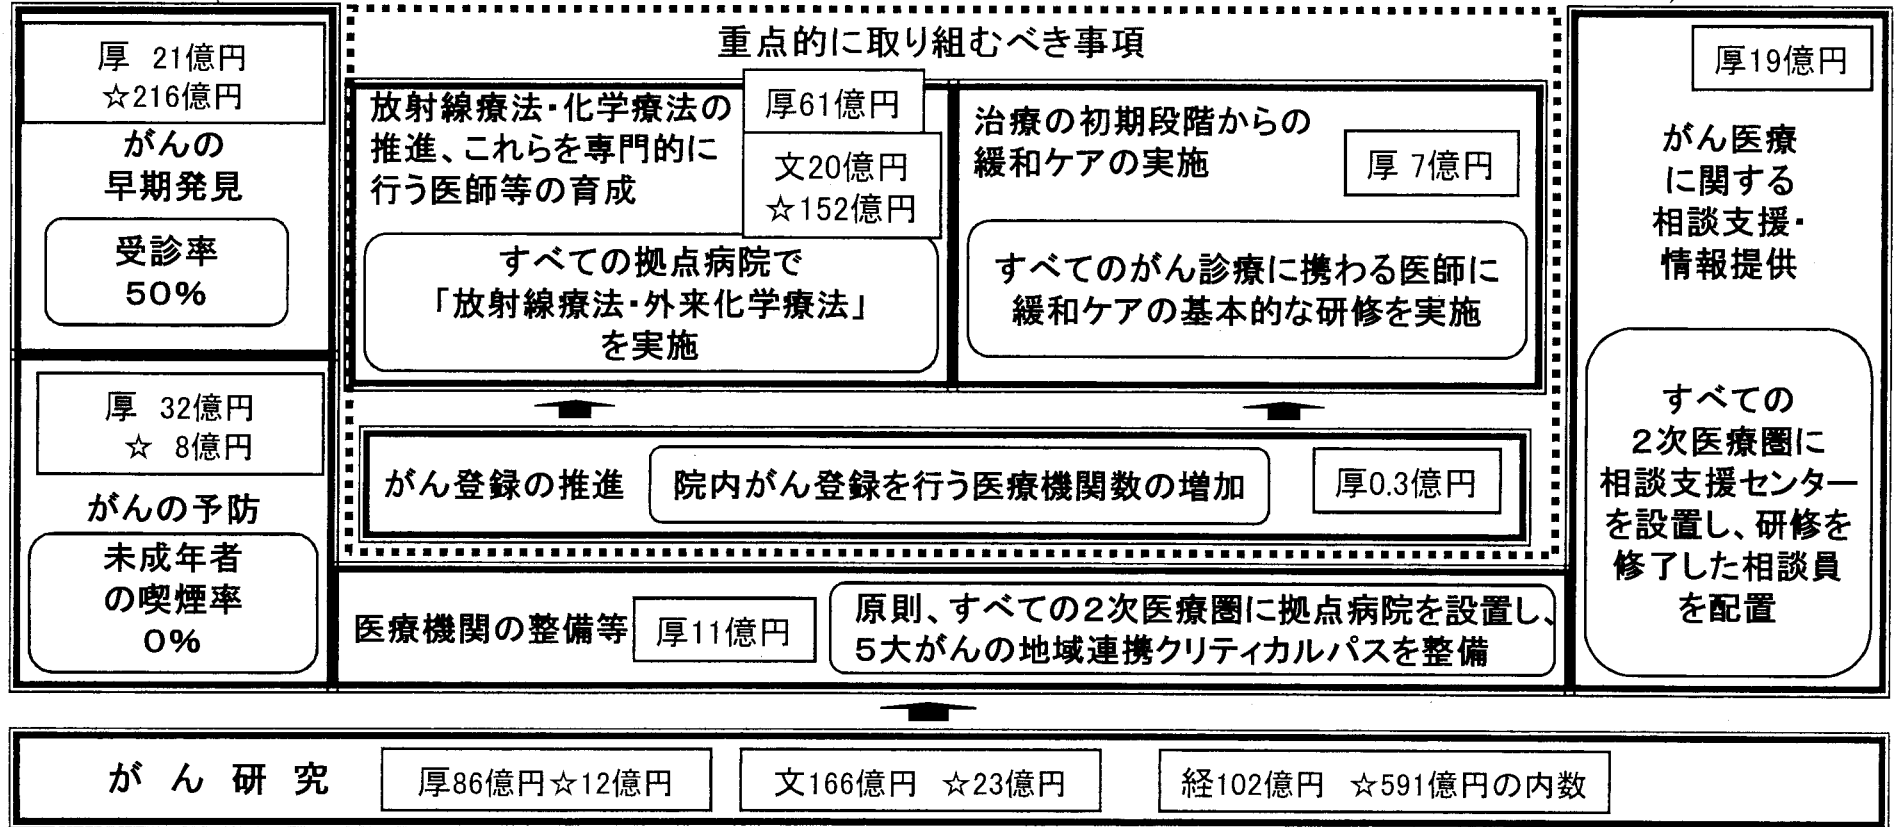 厚 21億円
☆216億円
がんの
早期発見
受診率
50%
厚 32億円
☆ 8億円
がんの予防
未成年者
の喫煙率
0%
重点的に取り組むべき事項
放射線療法・化学療法の
推進、これらを専門的に
行う医師等の育成
厚61億円
文20億円
☆152億円
すべての拠点病院で
「放射線療法・外来化学療法」
を実施
治療の初期段階からの
緩和ケアの実施
厚 7億円
すべてのがん診療に携わる医師に
緩和ケアの基本的な研修を実施
がん登録の推進
院内がん登録を行う医療機関数の増加
厚0.3億円
医療機関の整備等
厚11億円
原則、すべての2次医療圏に拠点病院を設置し、
5大がんの地域連携クリティカルパスを整備
厚19億円
がん医療
に関する
相談支援・
情報提供
すべての
2次医療圏に
相談支援センター
を設置し、研修を
修了した相談員
を配置
がん研究
厚86億円☆12億円
文166億円 ☆23億円
経102億円 ☆591億円の内数